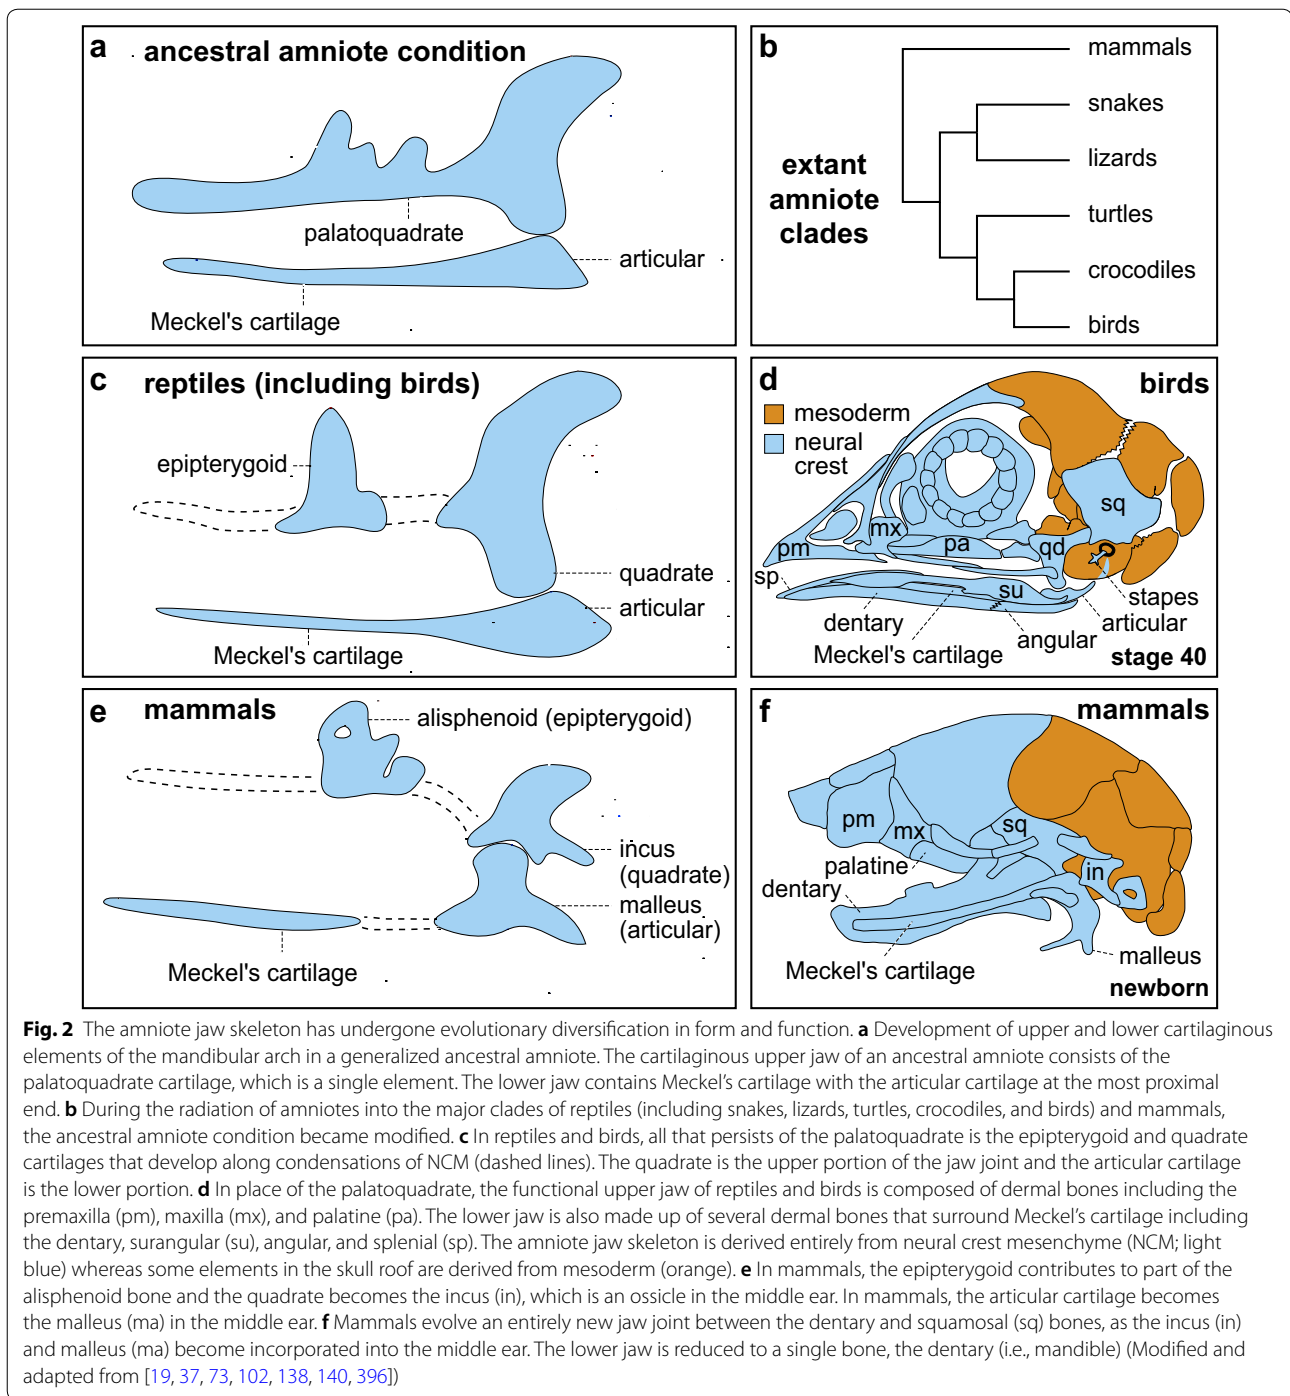 a ancestral amniote condition
palatoquadrate
articular
Meckel's cartilage
b
mammals
snakes
lizards
extant
amniote
clades
turtles
crocodiles
birds
c reptiles (including birds)
epipterygoid
quadrate
articular
Meckel's cartilage
d birds
mesoderm
neural
crest
sq
mx
pa
qd
pm
sp
su
stapes
dentary
articular
angular
Meckel's cartilage
stage 40
e mammals
alisphenoid (epipterygoid)
incus
(quadrate)
malleus
(articular)
Meckel's cartilage
f mammals
pm
mx
sq
palatine
in
dentary
Meckel's cartilage
malleus
newborn
Fig. 2 The amniote jaw skeleton has undergone evolutionary diversification in form and function. a Development of upper and lower cartilaginous
elements of the mandibular arch in a generalized ancestral amniote. The cartilaginous upper jaw of an ancestral amniote consists of the
palatoquadrate cartilage, which is a single element. The lower jaw contains Meckel's cartilage with the articular cartilage at the most proximal
end. b During the radiation of amniotes into the major clades of reptiles (including snakes, lizards, turtles, crocodiles, and birds) and mammals,
the ancestral amniote condition became modified. c In reptiles and birds, all that persists of the palatoquadrate is the epipterygoid and quadrate
cartilages that develop along condensations of NCM (dashed lines). The quadrate is the upper portion of the jaw joint and the articular cartilage
is the lower portion. d In place of the palatoquadrate, the functional upper jaw of reptiles and birds is composed of dermal bones including the
premaxilla (pm), maxilla (mx), and palatine (pa). The lower jaw is also made up of several dermal bones that surround Meckel's cartilage including
the dentary, surangular (su), angular, and splenial (sp). The amniote jaw skeleton is derived entirely from neural crest mesenchyme (NCM; light
blue) whereas some elements in the skull roof are derived from mesoderm (orange). e In mammals, the epipterygoid contributes to part of the
alisphenoid bone and the quadrate becomes the incus (in), which is an ossicle in the middle ear. In mammals, the articular cartilage becomes
the malleus (ma) in the middle ear. f Mammals evolve an entirely new jaw joint between the dentary and squamosal (sq) bones, as the incus (in)
and malleus (ma) become incorporated into the middle ear. The lower jaw is reduced to a single bone, the dentary (i.e., mandible) (Modified and
adapted from [19, 37, 73, 102, 138, 140, 396])